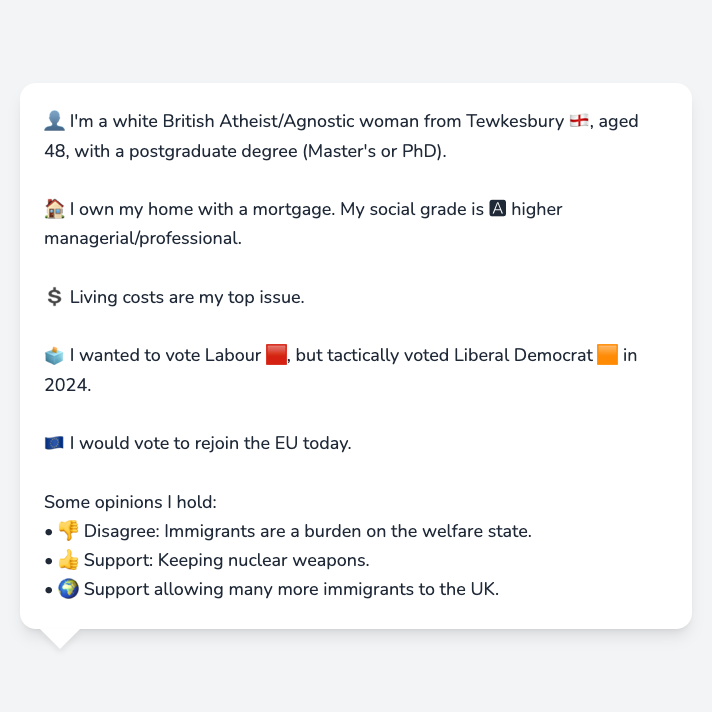 👤 I'm a white British Atheist/Agnostic woman from Tewkesbury 🏴󠁧󠁢󠁥󠁮󠁧󠁿, aged
48, with a postgraduate degree (Master's or PhD).
🏠 I own my home with a mortgage. My social grade is 🅰 higher
managerial/professional.
💲 Living costs are my top issue.
🗳️ I wanted to vote Labour 🟥, but tactically voted Liberal Democrat 🟧 in
2024.
🇪🇺 I would vote to rejoin the EU today.
Some opinions I hold:
• 👎 Disagree: Immigrants are a burden on the welfare state.
• 👍 Support: Keeping nuclear weapons.
• 🌍 Support allowing many more immigrants to the UK.